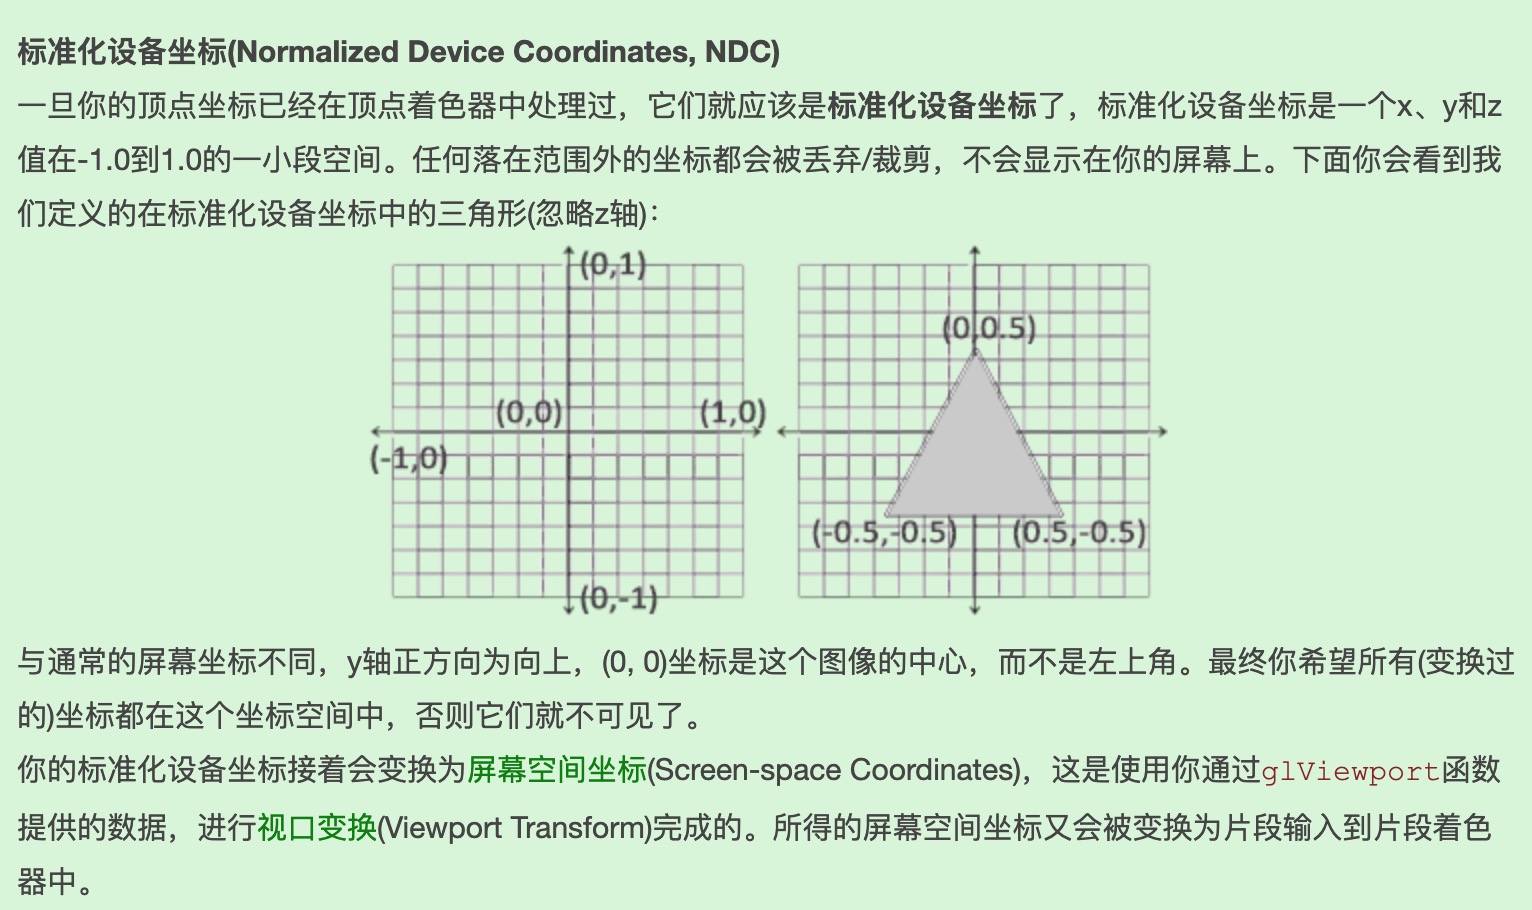 标准化设备坐标(Normalized Device Coordinates, NDC)
一旦你的顶点坐标已经在顶点着色器中处理过，它们就应该是标准化设备坐标了，标准化设备坐标是一个x、y和z
值在-1.0到1.0的一小段空间。任何落在范围外的坐标都会被丢弃/裁剪，不会显示在你的屏幕上。下面你会看到我
们定义的在标准化设备坐标中的三角形(忽略z轴)：
(0,1)
(0,0)
(1,0)
(-1,0)
(0,-1)
(0,0.5)
(-0.5,-0.5)
(0.5,-0.5)
与通常的屏幕坐标不同，y轴正方向为向上，(0, 0)坐标是这个图像的中心，而不是左上角。最终你希望所有(变换过
的)坐标都在这个坐标空间中，否则它们就不可见了。
你的标准化设备坐标接着会变换为屏幕空间坐标(Screen-space Coordinates)，这是使用你通过glViewport函数
提供的数据，进行视口变换(Viewport Transform)完成的。所得的屏幕空间坐标又会被变换为片段输入到片段着色
器中。